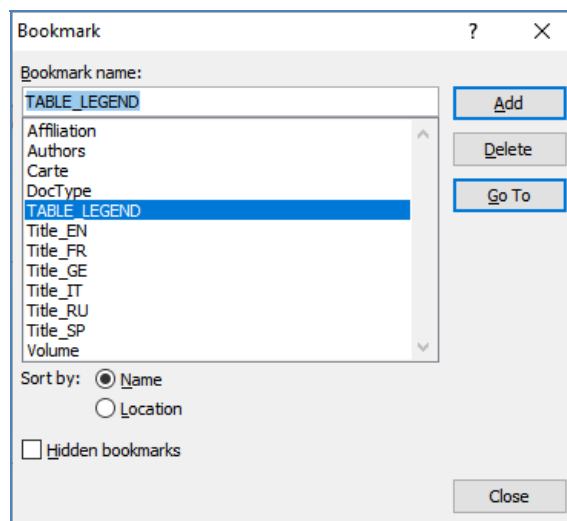 Bookmark ?
Bookmark name:
TABLE_LEGEND
Add
Affiliation
Authors
Carte
DocType
TABLE_LEGEND
Title_EN
Title_FR
Title_GE
Title_IT
Title_RU
Title_SP
Volume
Delete
Go To
Sort by: Name
Location
Hidden bookmarks
Close